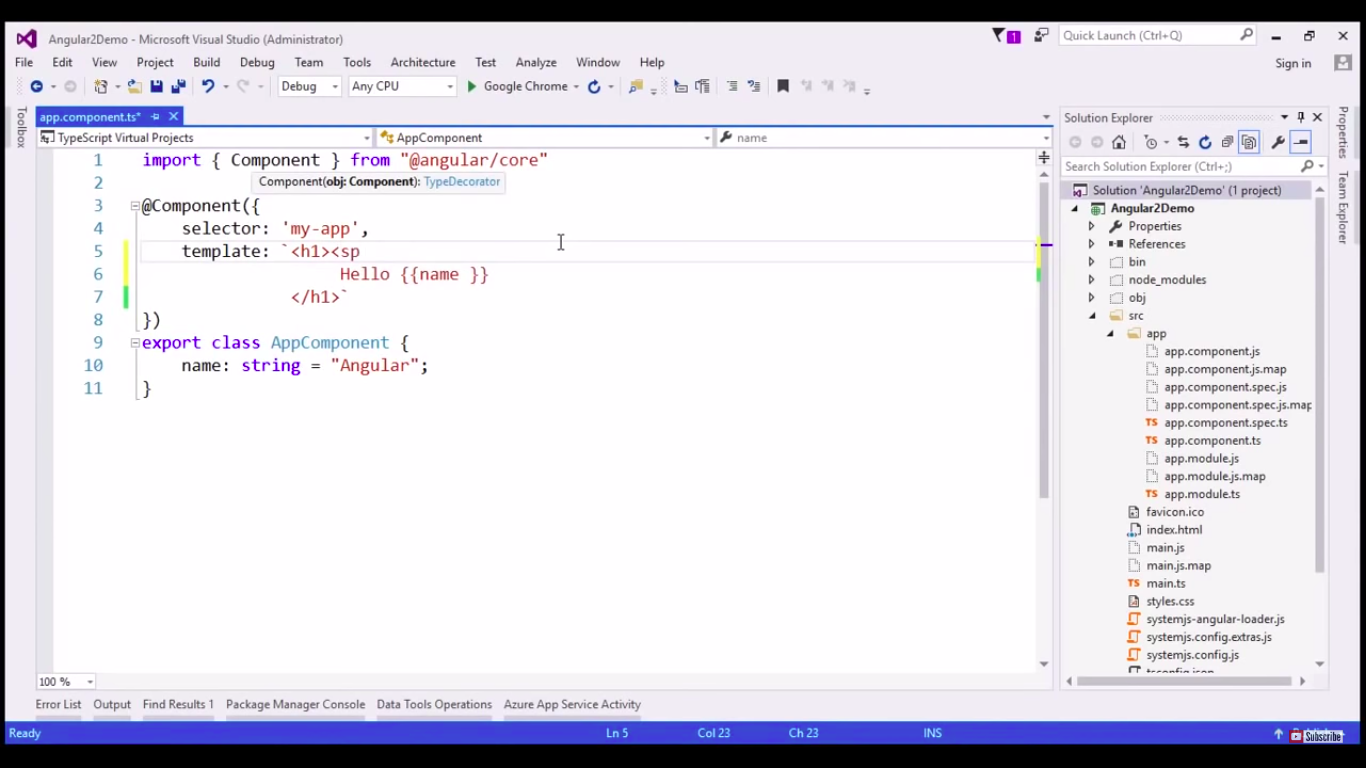 Angular2Demo - Microsoft Visual Studio (Administrator)
1
Quick Launch (Ctrl+Q)
File Edit View Project Build Debug Team Tools Architecture Test Analyze Window Help
Sign in
Debug Any CPU Google Chrome
Toolbox
app.component.ts*
TypeScript Virtual Projects
AppComponent
name
1 import { Component } from "@angular/core"
2
Component(obj: Component): TypeDecorator
3 @Component({
4 selector: 'my-app',
5 template: `<h1><sp
6 Hello {{name }}
7 </h1>`
8 })
9 export class AppComponent {
10 name: string = "Angular";
11 }
100 %
Solution Explorer
Search Solution Explorer (Ctrl+;)
Solution 'Angular2Demo' (1 project)
Angular2Demo
Properties
References
bin
node_modules
obj
src
app
app.component.js
app.component.js.map
app.component.spec.js
app.component.spec.js.map
TS app.component.spec.ts
TS app.component.ts
app.module.js
app.module.js.map
TS app.module.ts
favicon.ico
index.html
main.js
main.js.map
TS main.ts
styles.css
systemjs-angular-loader.js
systemjs.config.extras.js
systemjs.config.js
tsconfig.json
Properties
Team Explorer
Error List Output Find Results 1 Package Manager Console Data Tools Operations Azure App Service Activity
Ready Ln 5 Col 23 Ch 23 INS
Subscribe